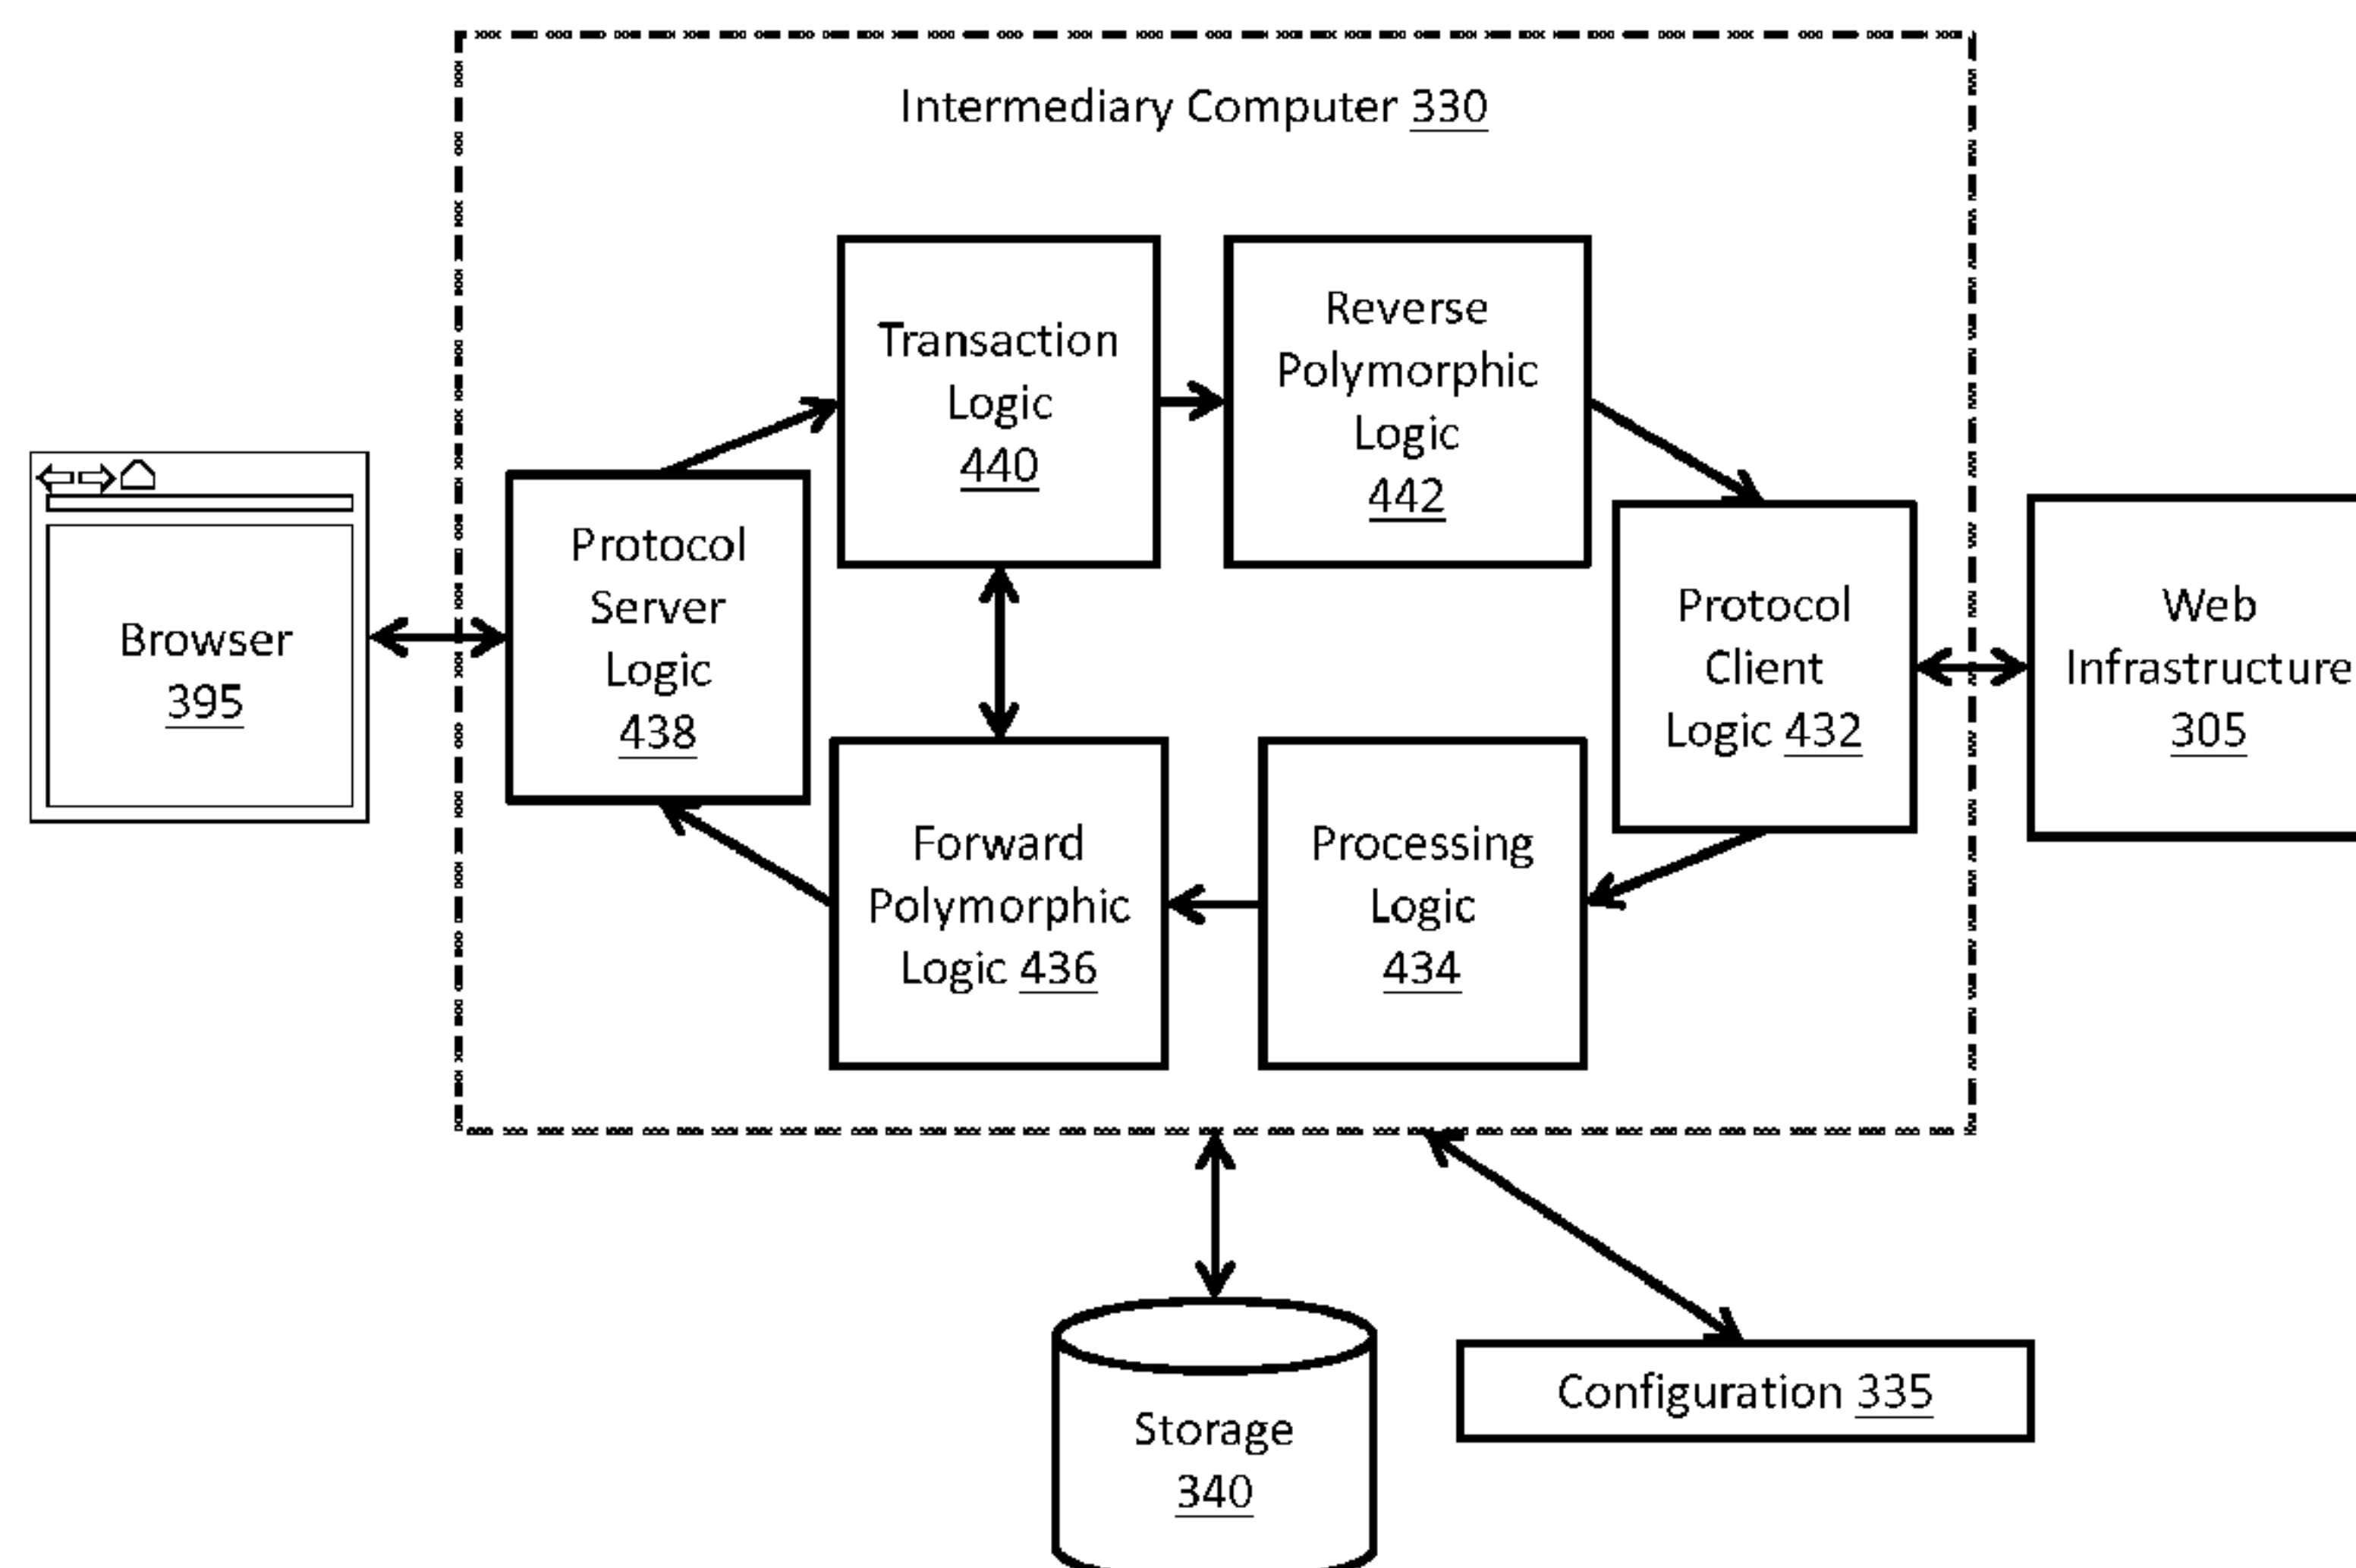 Intermediary Computer 330
Transaction
Logic
440
Reverse
Polymorphic
Logic
442
Protocol
Server
Logic
438
Browser
395
Protocol
Client
Logic 432
Web
Infrastructure
305
Forward
Polymorphic
Logic 436
Processing
Logic
434
Storage
340
Configuration 335